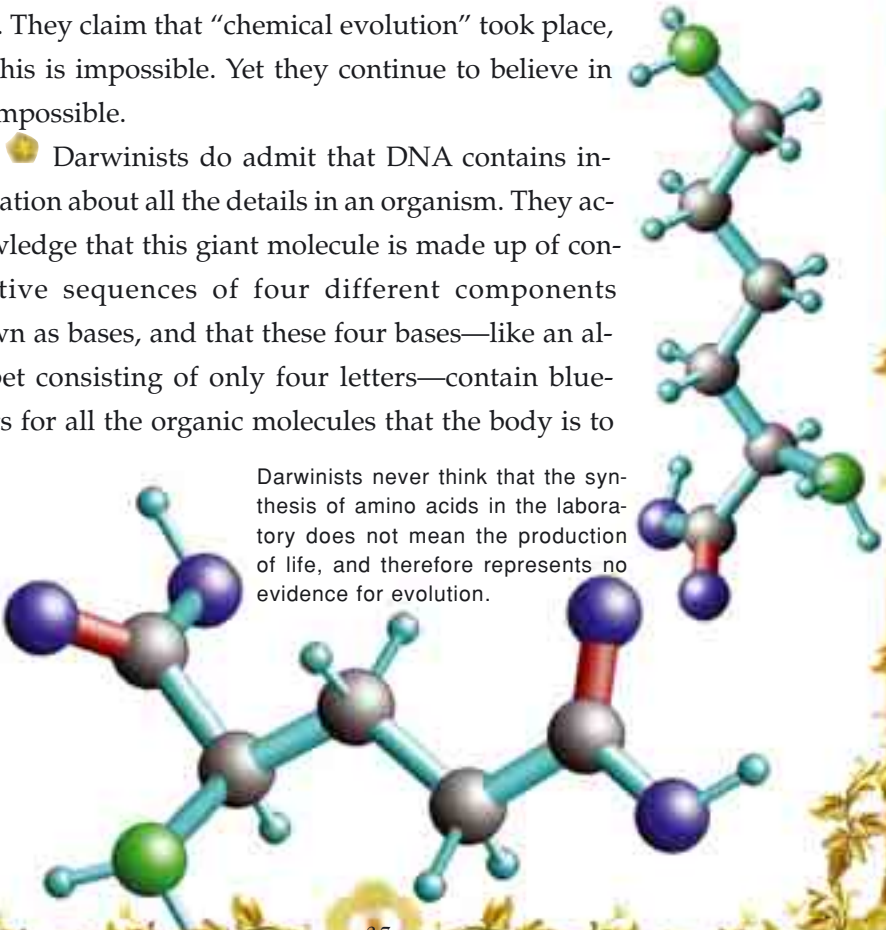 . They claim that “chemical evolution” took place,
his is impossible. Yet they continue to believe in
mpossible.
Darwinists do admit that DNA contains in-
ation about all the details in an organism. They ac-
wledge that this giant molecule is made up of con-
tive sequences of four different components
wn as bases, and that these four bases—like an al-
bet consisting of only four letters—contain blue-
s for all the organic molecules that the body is to
Darwinists never think that the syn-
thesis of amino acids in the labora-
tory does not mean the production
of life, and therefore represents no
evidence for evolution.